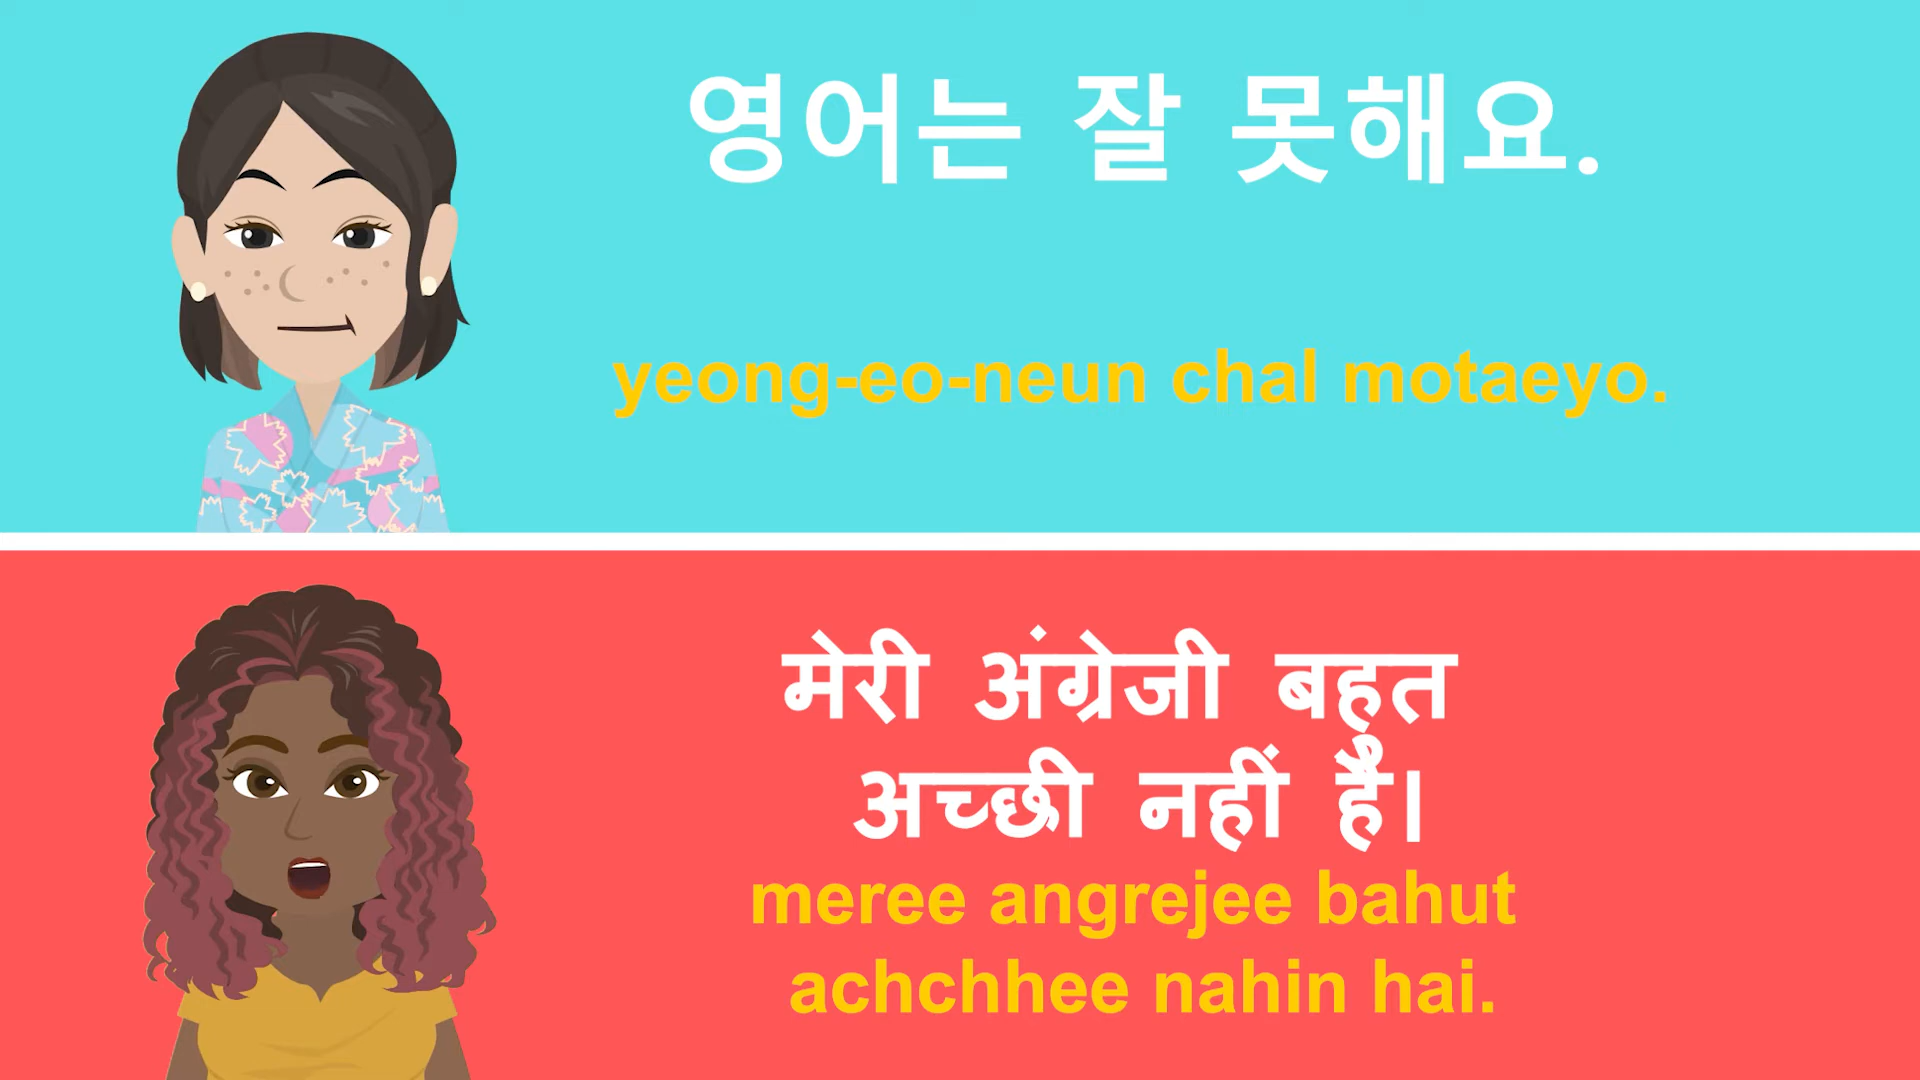 영어는 잘 못해요.
yeong-eo-neun chal motaeyo.
मेरी अंग्रेजी बहुत
अच्छी नहीं है।
meree angrejee bahut
achchhee nahin hai.